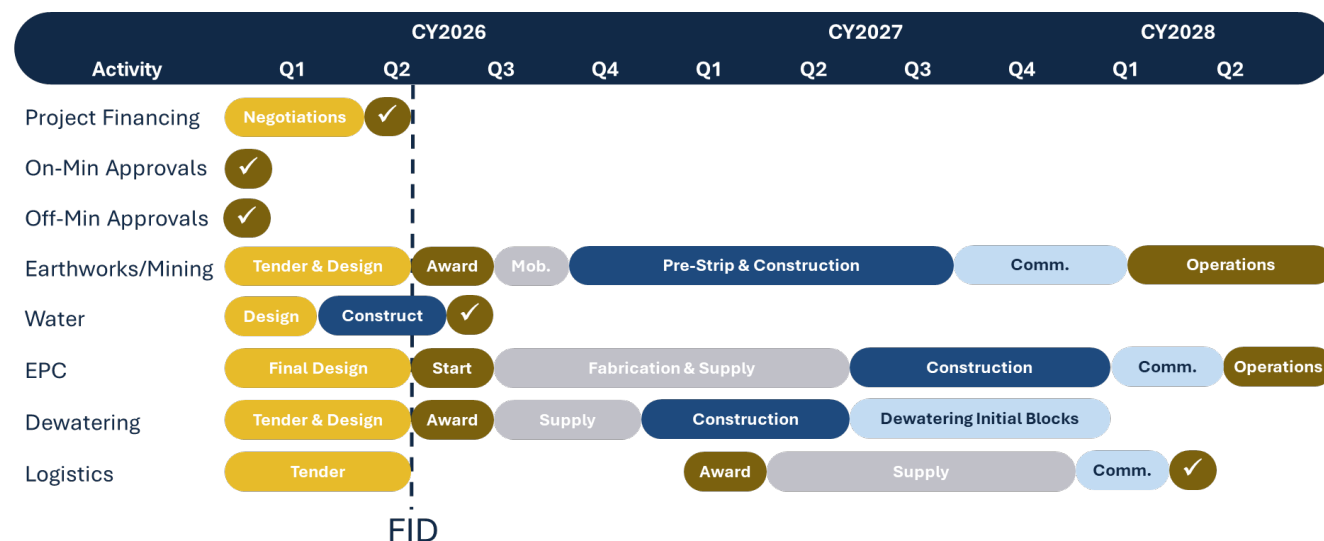 CY2026 CY2027 CY2028
Activity Q1 Q2 Q3 Q4 Q1 Q2 Q3 Q4 Q1 Q2
Project Financing Negotiations ✓
On-Min Approvals ✓
Off-Min Approvals ✓
Earthworks/Mining Tender & Design Award Mob. Pre-Strip & Construction Comm. Operations
Water Design Construct ✓
EPC Final Design Start Fabrication & Supply Construction Comm. Operations
Dewatering Tender & Design Award Supply Construction Dewatering Initial Blocks
Logistics Tender Award Supply Comm. ✓
FID